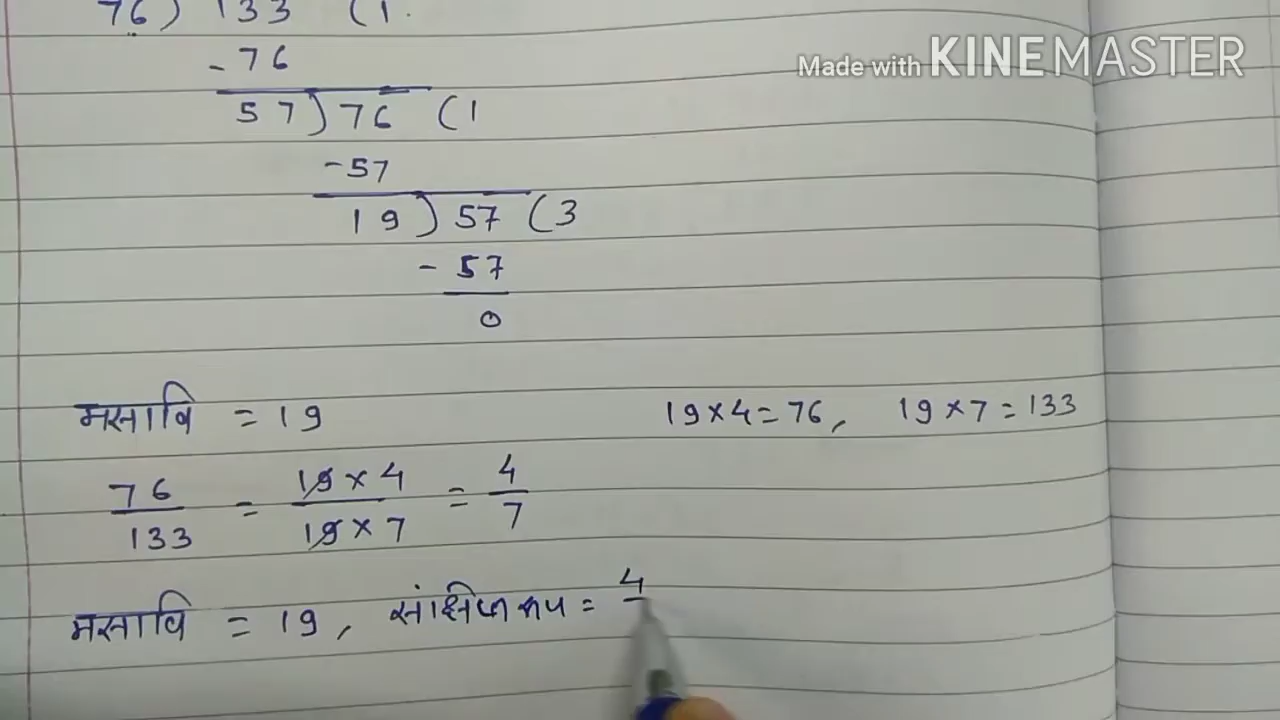 76) 133 (1
Made with KINEMASTER
- 76
57) 76 (1
-57
19) 57 (3
- 57
0
मसावि = 19 19×4=76, 19×7=133
76/133 = 19×4/19×7 = 4/7
मसावि = 19, संक्षिप्त रूप = 4